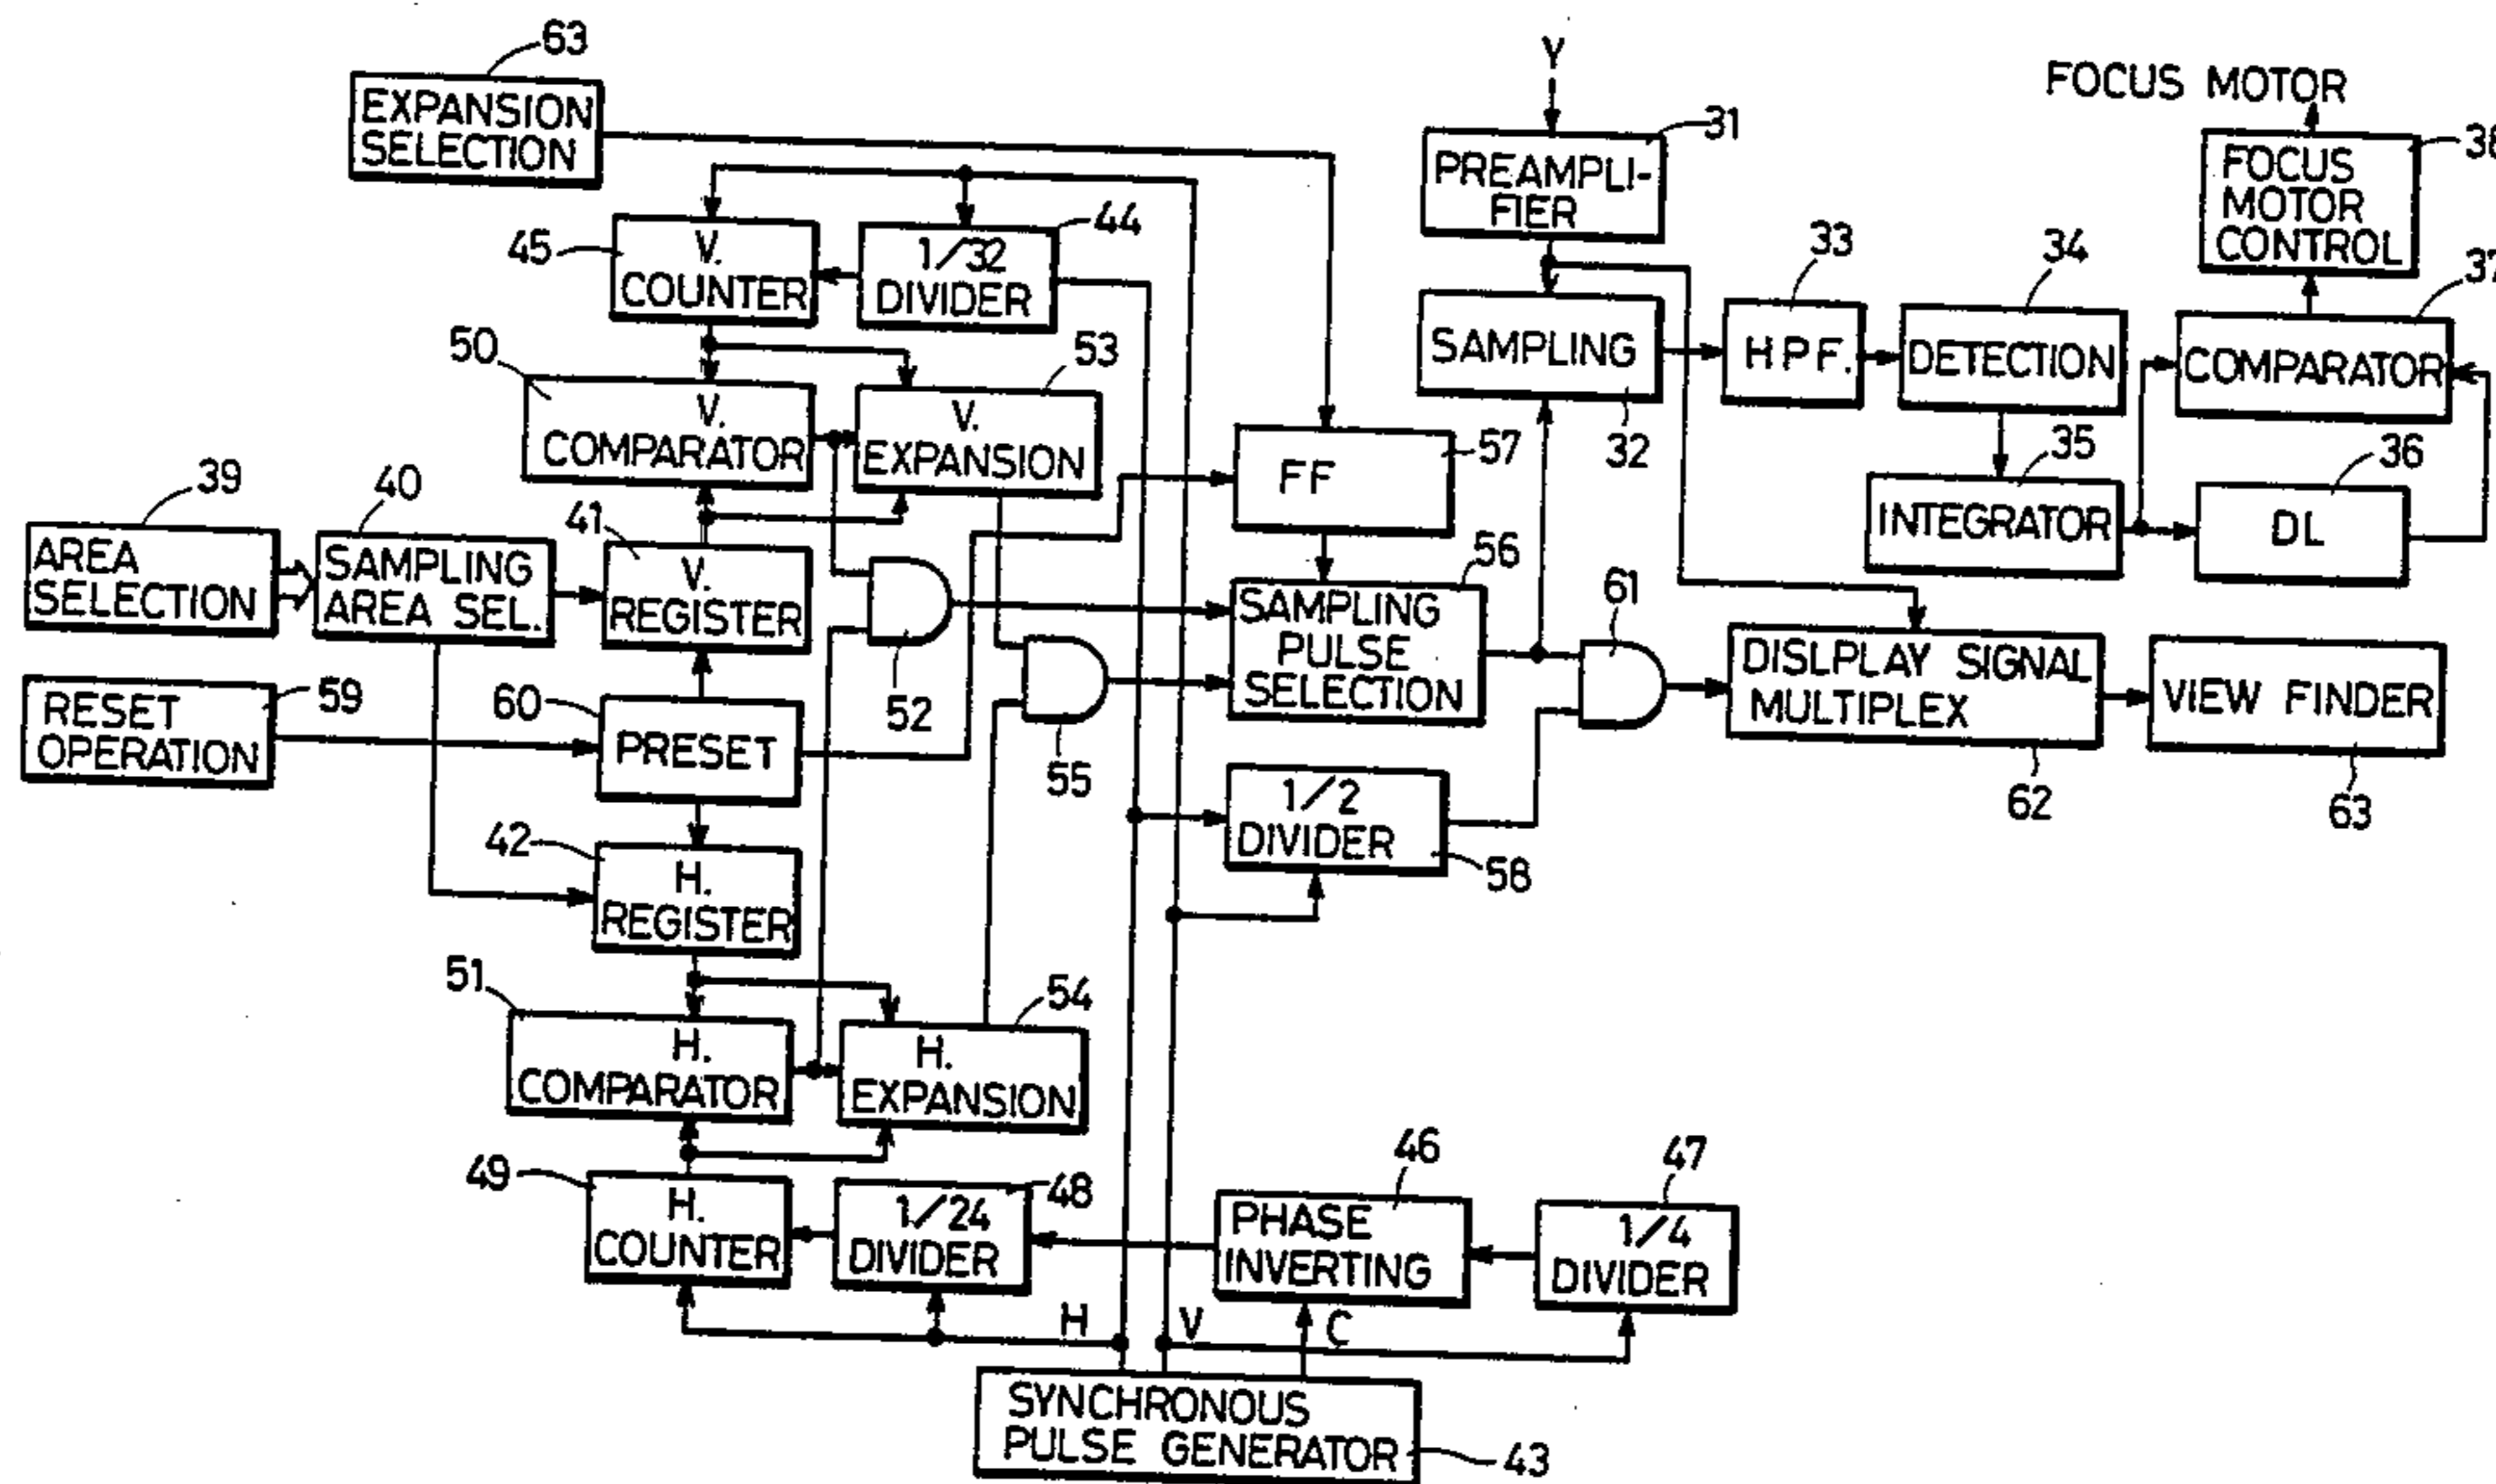 63
EXPANSION
SELECTION
Y
31
PREAMPLI-
FIER
FOCUS MOTOR
38
FOCUS
MOTOR
CONTROL
45
V.
COUNTER
44
1/32
DIVIDER
33
34
37
SAMPLING
32
H.P.F.
DETECTION
COMPARATOR
50
V.
COMPARATOR
53
V.
EXPANSION
57
FF
35
INTEGRATOR
36
DL
39
AREA
SELECTION
40
SAMPLING
AREA SEL.
41
V.
REGISTER
52
55
56
SAMPLING
PULSE
SELECTION
61
DISLPLAY SIGNAL
MULTIPLEX
62
VIEW FINDER
63
RESET
OPERATION
59
60
PRESET
1/2
DIVIDER
58
42
H.
REGISTER
51
H.
COMPARATOR
54
H.
EXPANSION
49
H.
COUNTER
48
1/24
DIVIDER
46
PHASE
INVERTING
47
1/4
DIVIDER
H
V
C
SYNCHRONOUS
PULSE GENERATOR
43